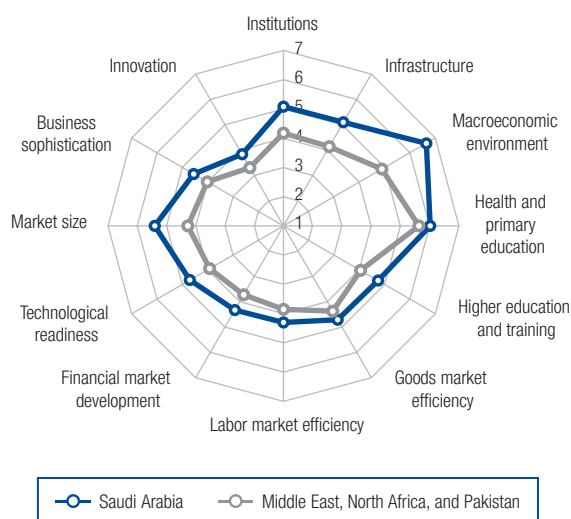 Institutions
7
6
5
4
3
2
1
Innovation
Infrastructure
Business
sophistication
Macroeconomic
environment
Market size
Health and
primary
education
Technological
readiness
Higher education
and training
Financial market
development
Goods market
efficiency
Labor market efficiency
Saudi Arabia
Middle East, North Africa, and Pakistan